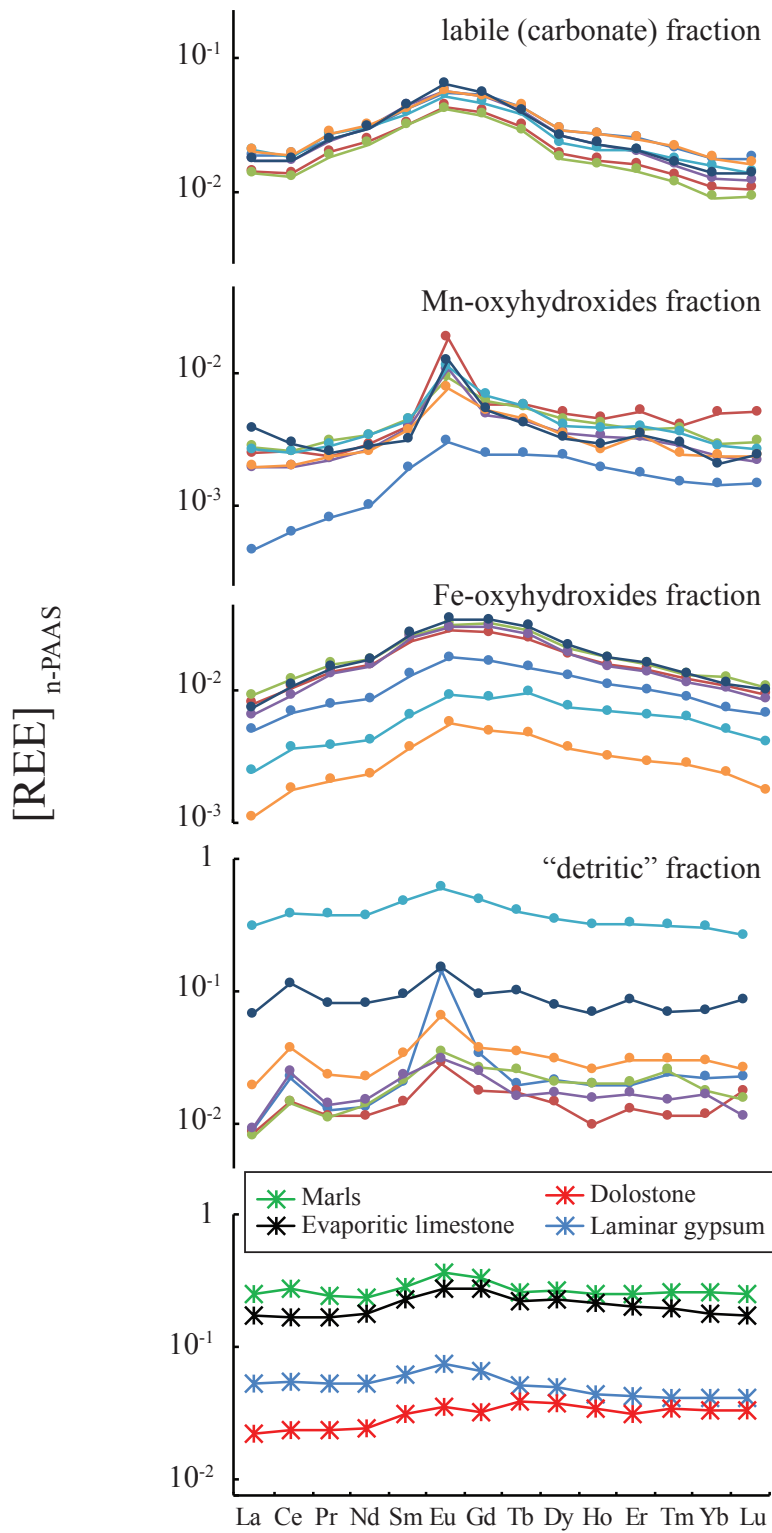 labile (carbonate) fraction
10-1
10-2
Mn-oxyhydroxides fraction
10-2
10-3
Fe-oxyhydroxides fraction
10-2
10-3
[REE] n-PAAS
1
“detritic” fraction
10-1
10-2
Marls
Dolostone
Evaporitic limestone
Laminar gypsum
1
10-1
10-2
La Ce Pr Nd Sm Eu Gd Tb Dy Ho Er Tm Yb Lu